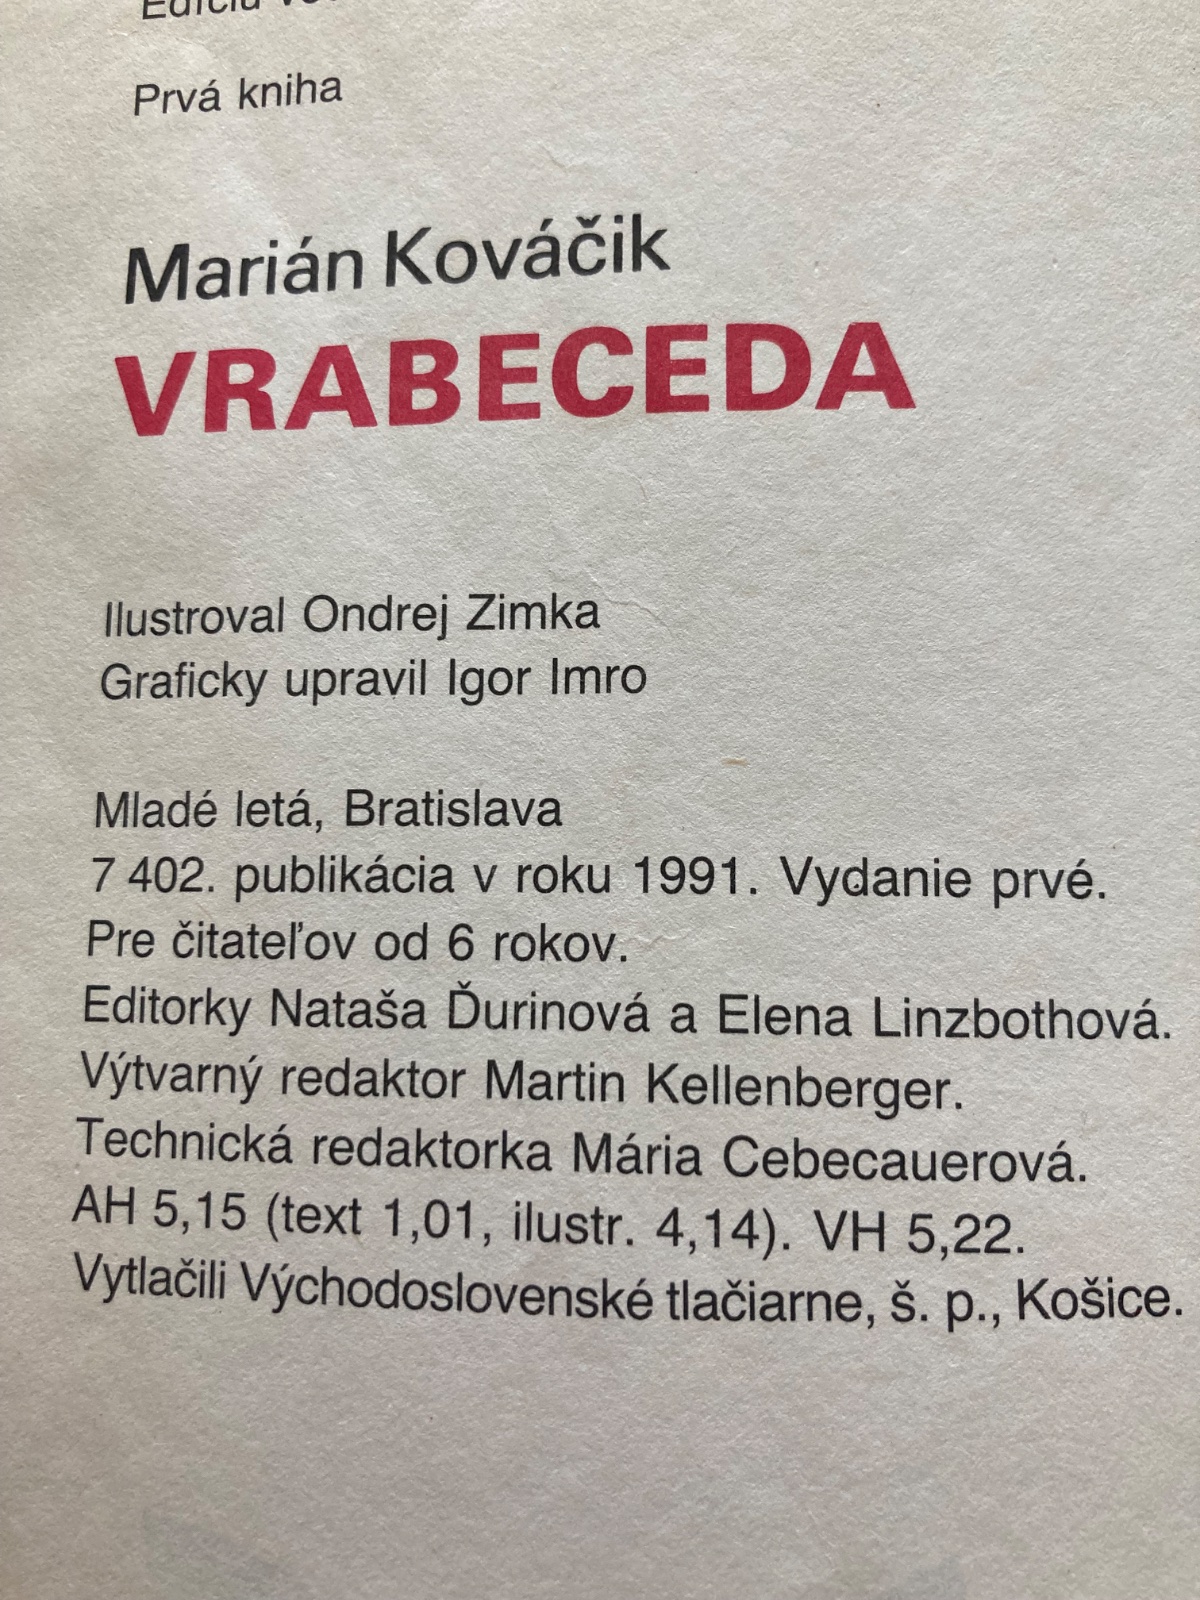 Edíciu
Prvá kniha
Marián Kováčik
VRABECEDA
Ilustroval Ondrej Zimka
Graficky upravil Igor Imro
Mladé letá, Bratislava
7 402. publikácia v roku 1991. Vydanie prvé.
Pre čitateľov od 6 rokov.
Editorky Nataša Ďurinová a Elena Linzbothová.
Výtvarný redaktor Martin Kellenberger.
Technická redaktorka Mária Cebecauerová.
AH 5,15 (text 1,01, ilustr. 4,14). VH 5,22.
Vytlačili Východoslovenské tlačiarne, š. p., Košice.